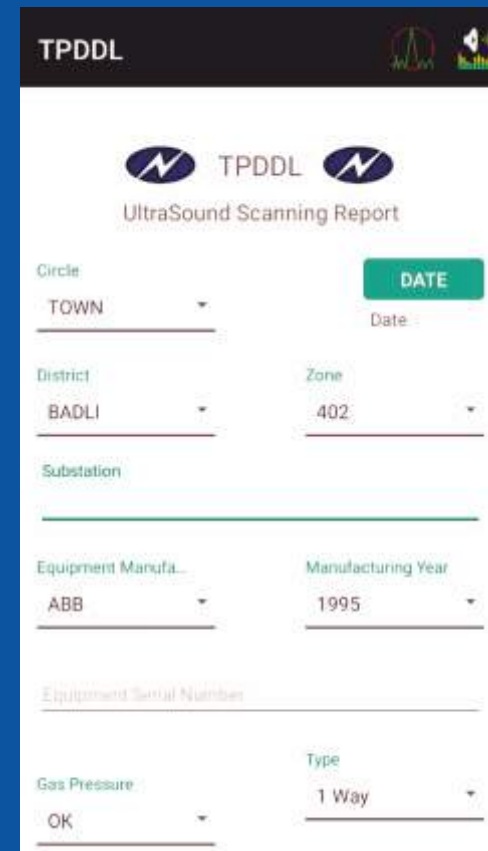 TPDDL
TPDDL
UltraSound Scanning Report
Circle
DATE
TOWN
Date
District
Zone
BADLI
402
Substation
Equipment Manufa...
Manufacturing Year
ABB
1995
Equipment Serial Number
Type
Gas Pressure
1 Way
OK